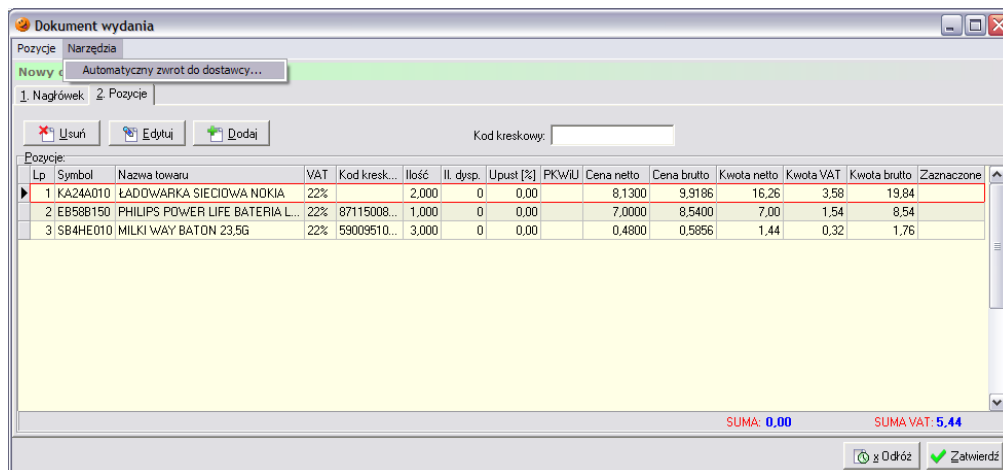 Dokument wydania
Pozycje Narzędzia
Automatyczny zwrot do dostawcy...
Nowy
1. Nagłówek 2. Pozycje
Usuń Edytuj Dodaj Kod kreskowy:
Pozycje:
Lp Symbol Nazwa towaru VAT Kod kresk... Ilość Il. dysp. Upust [%] PKWiU Cena netto Cena brutto Kwota netto Kwota VAT Kwota brutto Zaznaczone
1 KA24A010 ŁADOWARKA SIECIOWA NOKIA 22% 2,000 0 0,00 8,1300 9,9186 16,26 3,58 19,84
2 EB58B150 PHILIPS POWER LIFE BATERIA L... 22% 87115008... 1,000 0 0,00 7,0000 8,5400 7,00 1,54 8,54
3 SB4HE010 MILKI WAY BATON 23,5G 22% 59009510... 3,000 0 0,00 0,4800 0,5856 1,44 0,32 1,76
SUMA: 0,00 SUMA VAT: 5,44
x Odłóż Zatwierdź